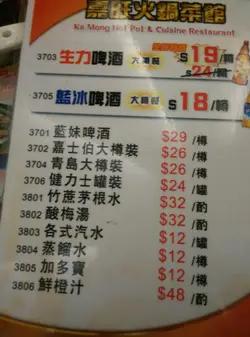 嘉旺火鍋菜館
Ka Mong Hot Pot & Cuisine Restaurant
3703 生力啤酒 大樽裝 $19/樽
$24/樽
3705 藍冰啤酒 大樽裝 $18/樽
3701 藍妹啤酒 $29 /樽
3702 嘉士伯大樽裝 $26 /樽
3704 青島大樽裝 $26 /樽
3706 健力士罐裝 $24 /罐
3801 竹蔗茅根水 $32 /酌
3802 酸梅湯 $32 /酌
3803 各式汽水 $12 /罐
3804 蒸餾水 $12 /樽
3805 加多寶 $12 /樽
3806 鮮橙汁 $48 /酌